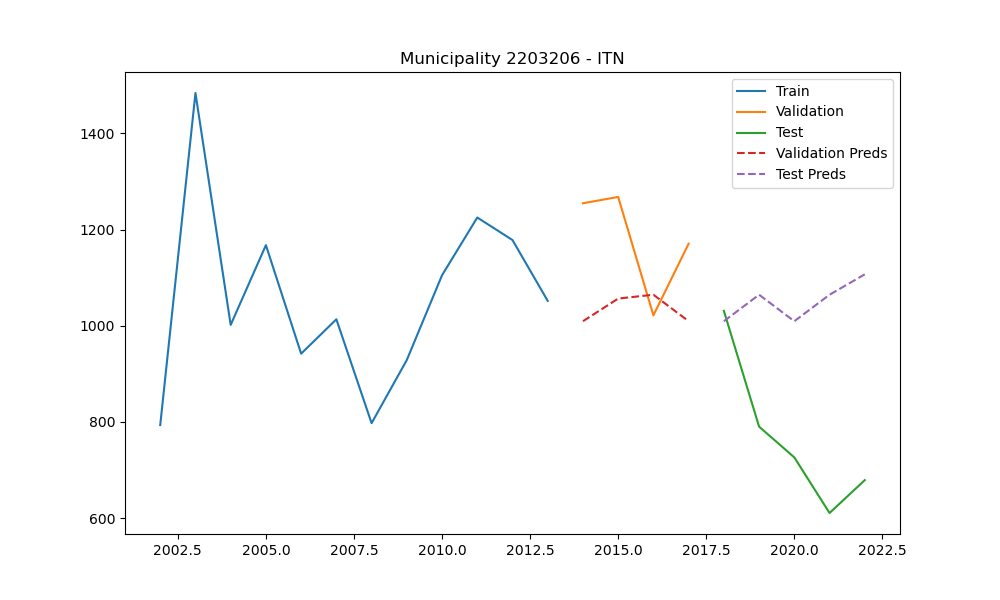 Municipality 2203206 - ITN
Train
Validation
Test
Validation Preds
Test Preds
1400
1200
1000
800
600
2002.5 2005.0 2007.5 2010.0 2012.5 2015.0 2017.5 2020.0 2022.5